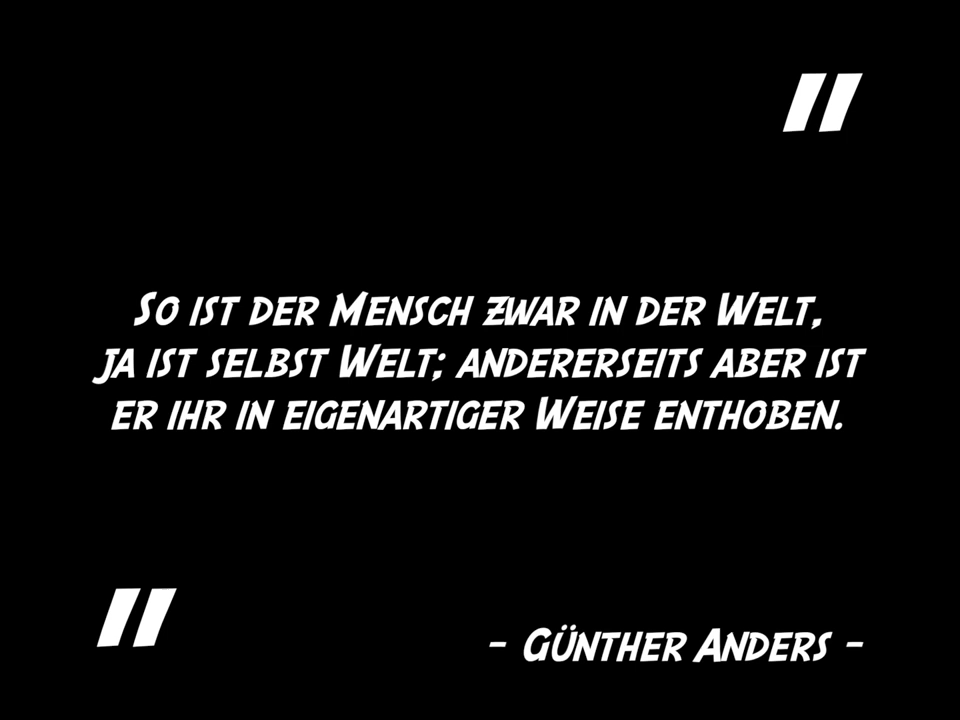 "
So ist der Mensch zwar in der Welt,
ja ist selbst Welt; andererseits aber ist
er ihr in eigenartiger Weise enthoben.
"
- Günther Anders -